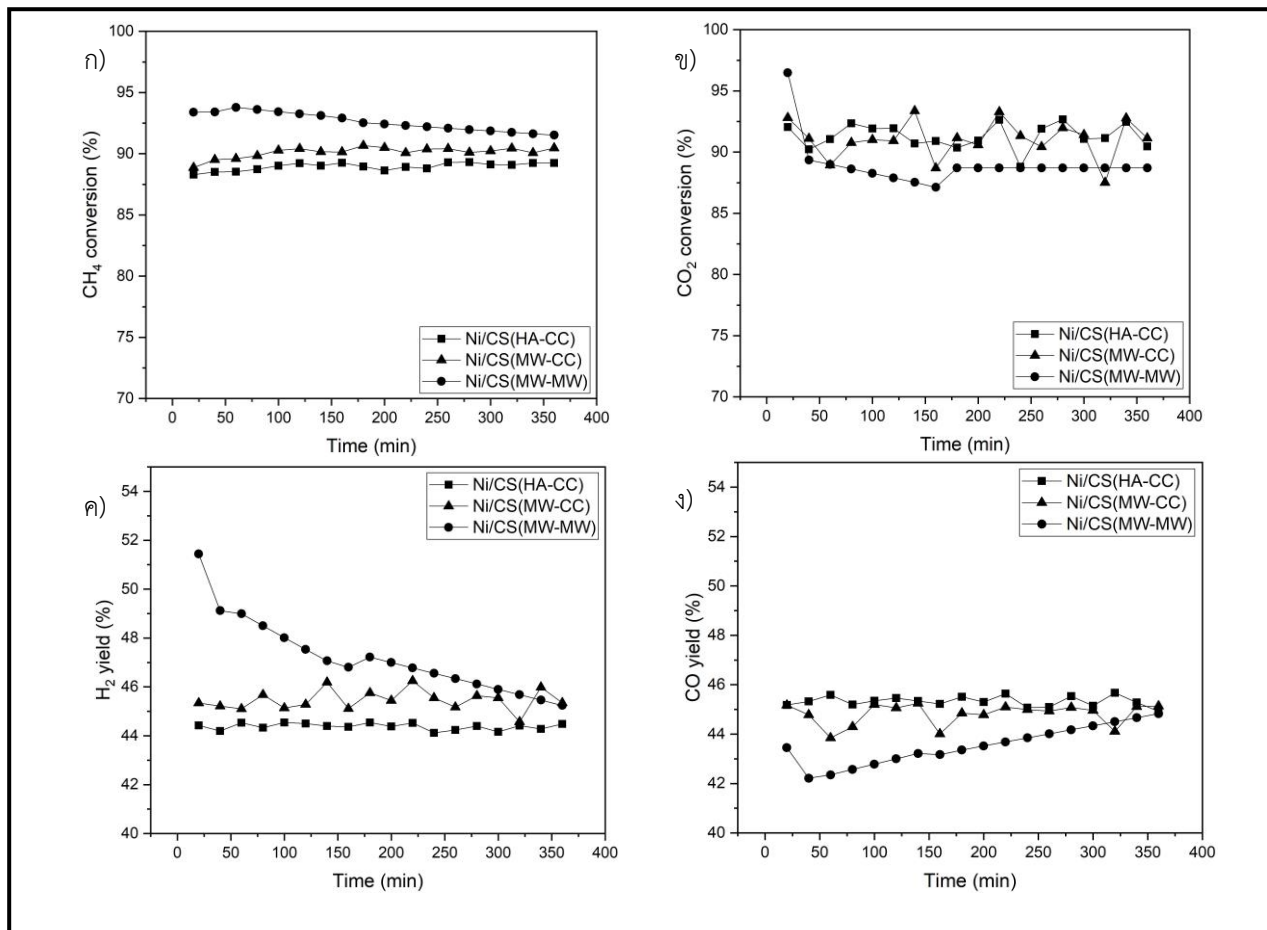 ก)
100
95
90
85
80
75
70
CH₄ conversion (%)
0 50 100 150 200 250 300 350 400
Time (min)
Ni/CS(HA-CC)
Ni/CS(MW-CC)
Ni/CS(MW-MW)
ข)
100
95
90
85
80
75
70
CO₂ conversion (%)
0 50 100 150 200 250 300 350 400
Time (min)
Ni/CS(HA-CC)
Ni/CS(MW-CC)
Ni/CS(MW-MW)
ค)
54
52
50
48
46
44
42
40
H₂ yield (%)
0 50 100 150 200 250 300 350 400
Time (min)
Ni/CS(HA-CC)
Ni/CS(MW-CC)
Ni/CS(MW-MW)
ง)
54
52
50
48
46
44
42
40
CO yield (%)
0 50 100 150 200 250 300 350 400
Time (min)
Ni/CS(HA-CC)
Ni/CS(MW-CC)
Ni/CS(MW-MW)